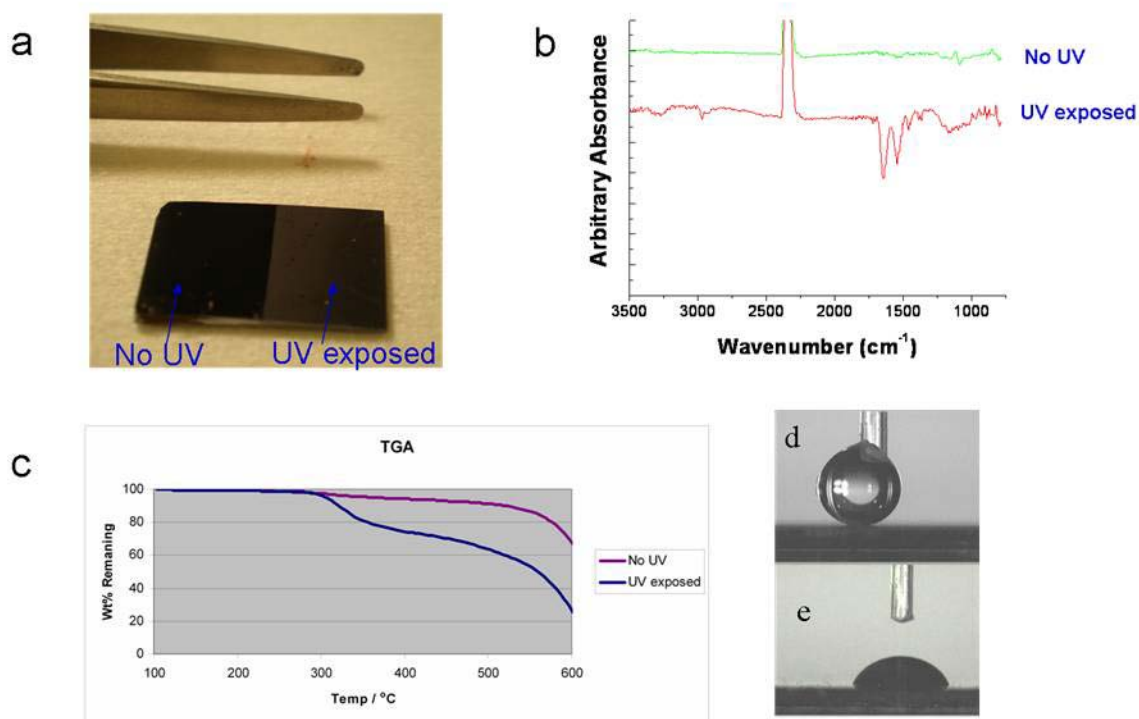 a
No UV
UV exposed
b
No UV
UV exposed
Arbitrary Absorbance
3500 3000 2500 2000 1500 1000
Wavenumber (cm⁻¹)
c
TGA
100
80
60
40
20
0
Wt% Remaning
100 200 300 400 500 600
Temp / °C
No UV
UV exposed
d
e